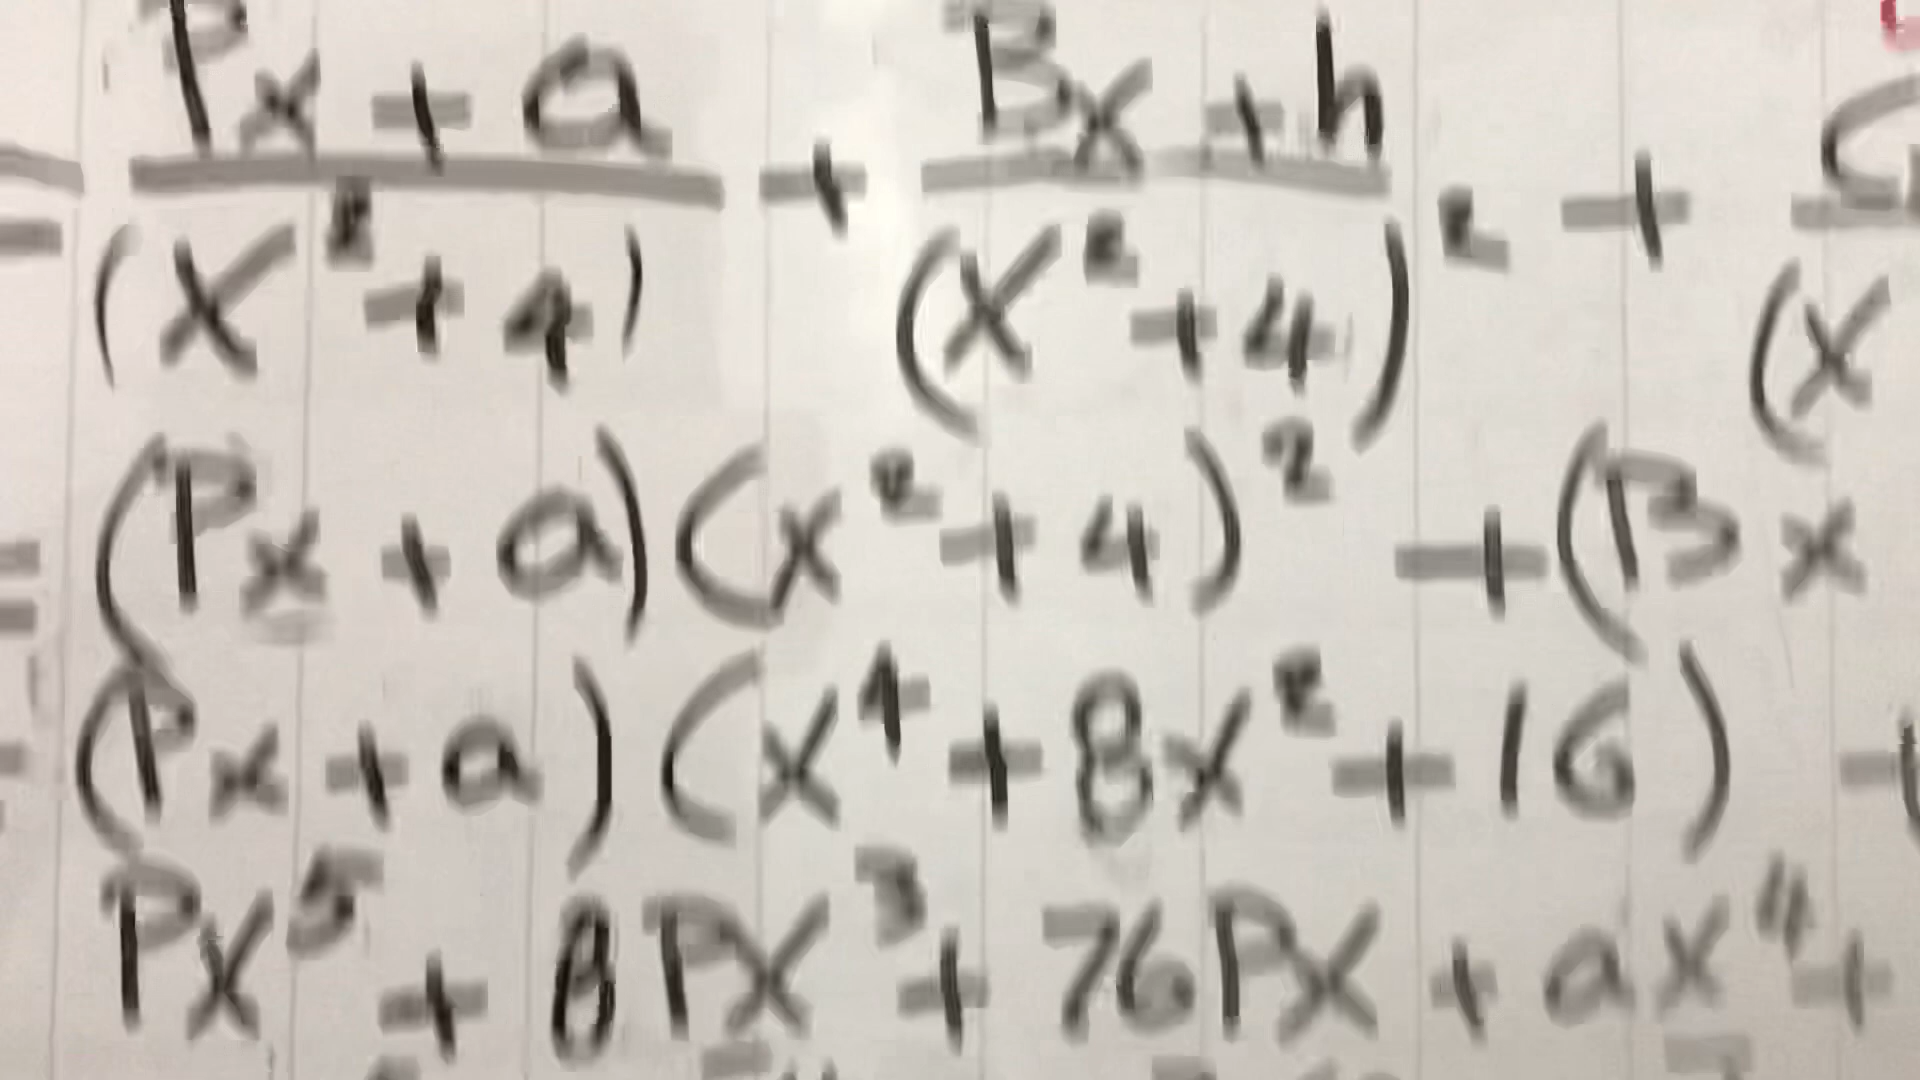 = Px + a / (x² + 4) + Bx + h / (x² + 4)² + C / (x
= (Px + a)(x² + 4)² + (Bx
(Px + a)(x⁴ + 8x² + 16) +
Px⁵ + 8Px³ + 76Px + ax⁴ +